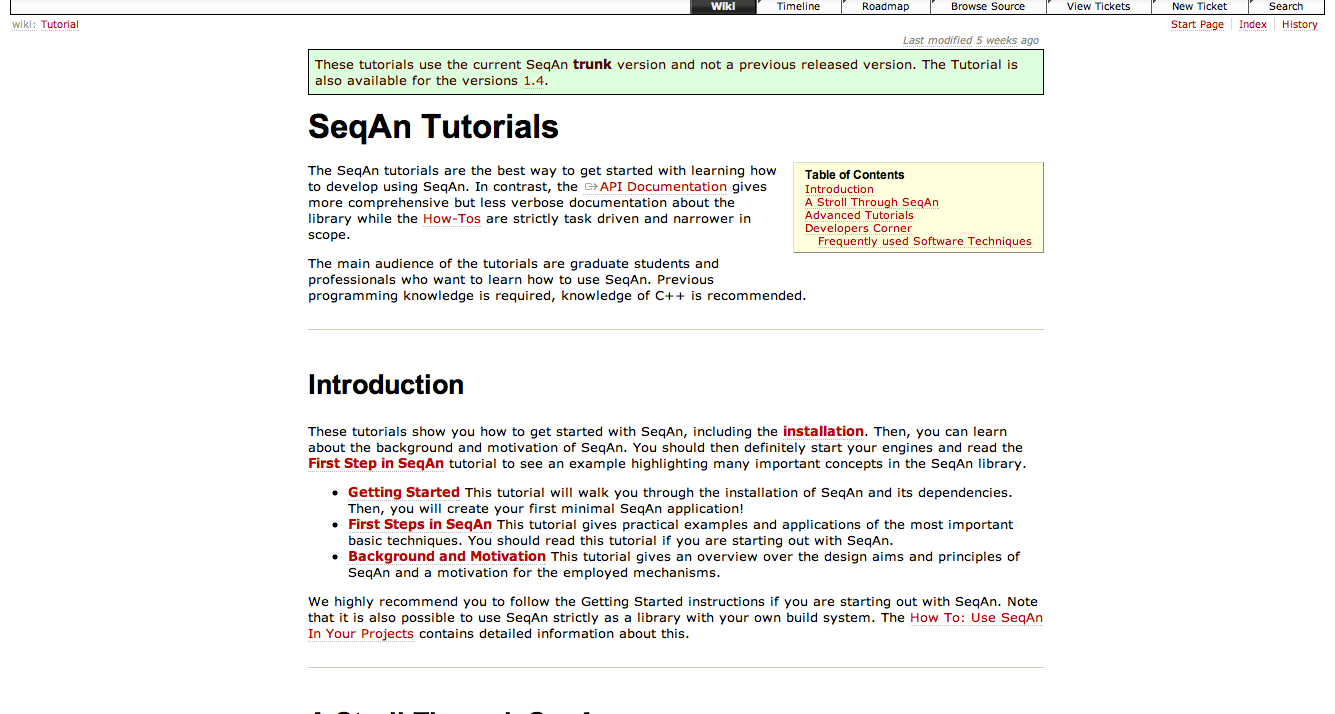 Wiki Timeline Roadmap Browse Source View Tickets New Ticket Search
wiki: Tutorial
Start Page Index History
Last modified 5 weeks ago
These tutorials use the current SeqAn trunk version and not a previous released version. The Tutorial is
also available for the versions 1.4.
SeqAn Tutorials
The SeqAn tutorials are the best way to get started with learning how
to develop using SeqAn. In contrast, the API Documentation gives
more comprehensive but less verbose documentation about the
library while the How-Tos are strictly task driven and narrower in
scope.
Table of Contents
Introduction
A Stroll Through SeqAn
Advanced Tutorials
Developers Corner
Frequently used Software Techniques
The main audience of the tutorials are graduate students and
professionals who want to learn how to use SeqAn. Previous
programming knowledge is required, knowledge of C++ is recommended.
Introduction
These tutorials show you how to get started with SeqAn, including the installation. Then, you can learn
about the background and motivation of SeqAn. You should then definitely start your engines and read the
First Step in SeqAn tutorial to see an example highlighting many important concepts in the SeqAn library.
• Getting Started This tutorial will walk you through the installation of SeqAn and its dependencies.
Then, you will create your first minimal SeqAn application!
• First Steps in SeqAn This tutorial gives practical examples and applications of the most important
basic techniques. You should read this tutorial if you are starting out with SeqAn.
• Background and Motivation This tutorial gives an overview over the design aims and principles of
SeqAn and a motivation for the employed mechanisms.
We highly recommend you to follow the Getting Started instructions if you are starting out with SeqAn. Note
that it is also possible to use SeqAn strictly as a library with your own build system. The How To: Use SeqAn
In Your Projects contains detailed information about this.
A Stroll Through SeqAn